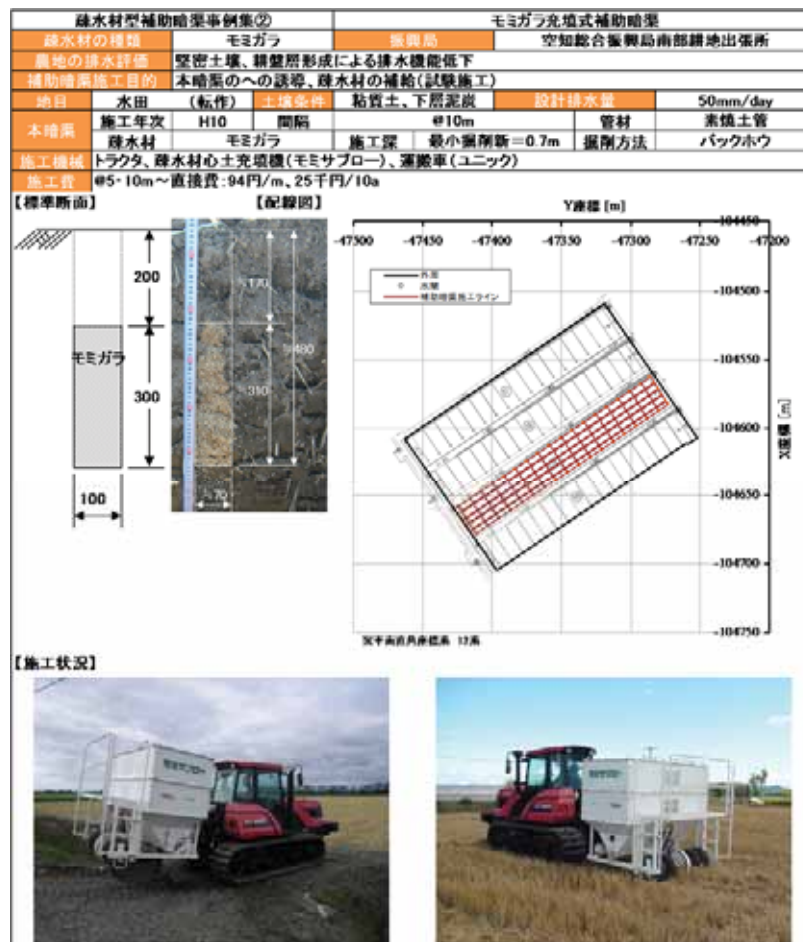 疎水材型補助暗渠事例集② モミガラ充填式補助暗渠
疎水材の種類 モミガラ 振興局 空知総合振興局南部耕地出張所
農地の排水評価 堅密土壌、耕盤層形成による排水機能低下
補助暗渠施工目的 本暗渠のへの誘導、疎水材の補給(試験施工)
地目 水田 (転作) 土壌条件 粘質土、下層泥炭 設計排水量 50mm/day
本暗渠 施工年次 H10 間隔 @10m 管材 素焼土管
疎水材 モミガラ 施工深 最小掘削新=0.7m 掘削方法 バックホウ
施工機械 トラクタ、疎水材心土充填機(モミサブロー)、運搬車(ユニック)
施工費 @5-10m～直接費:94円/m、25千円/10a
【標準断面】 【配線図】
Y座標 [m]
-47500 -47450 -47400 -47350 -47300 -47250 -47200
-104450
-104500
-104550
-104600
-104650
-104700
-104750
X座標 [m]
外周
水閘
補助暗渠施工ライン
200
モミガラ
300
100
≒170
≒480
≒310
≒70
※平面直角座標系 12系
【施工状況】
モミサブロー